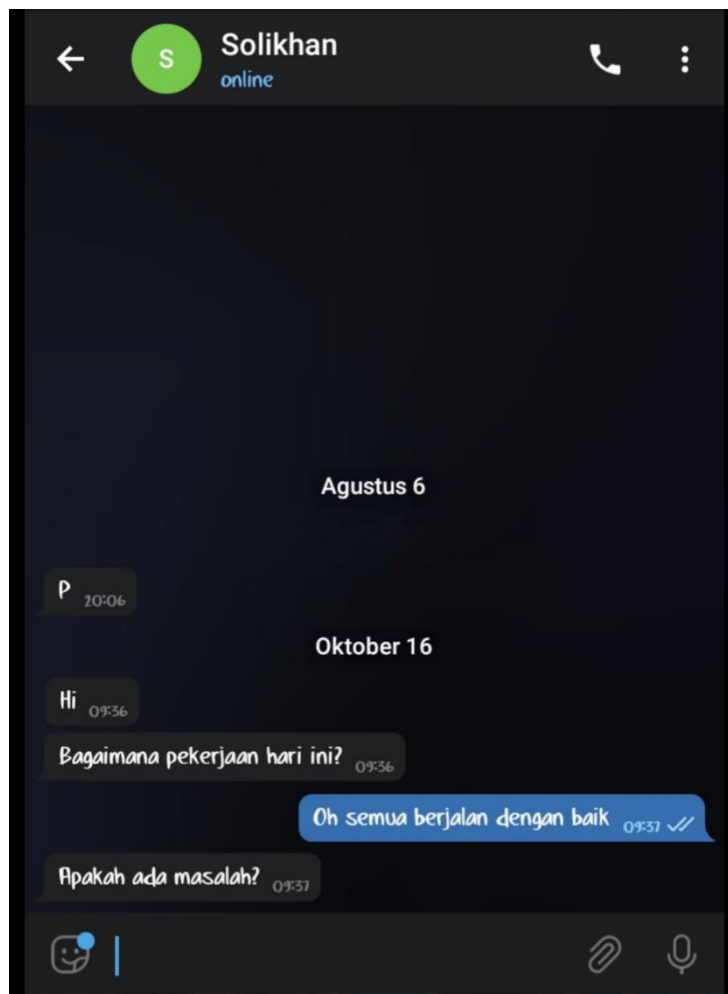 S
Solikhan
online
Agustus 6
P 20:06
Oktober 16
Hi 09:36
Bagaimana pekerjaan hari ini? 09:36
Oh semua berjalan dengan baik 09:37
Apakah ada masalah? 09:37